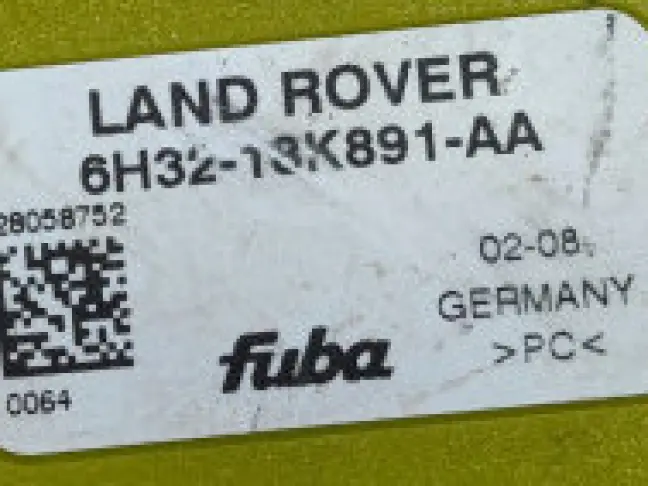 LAND ROVER
6H32-18K891-AA
28058752
02-08
GERMANY
fuba
>PC<
0064